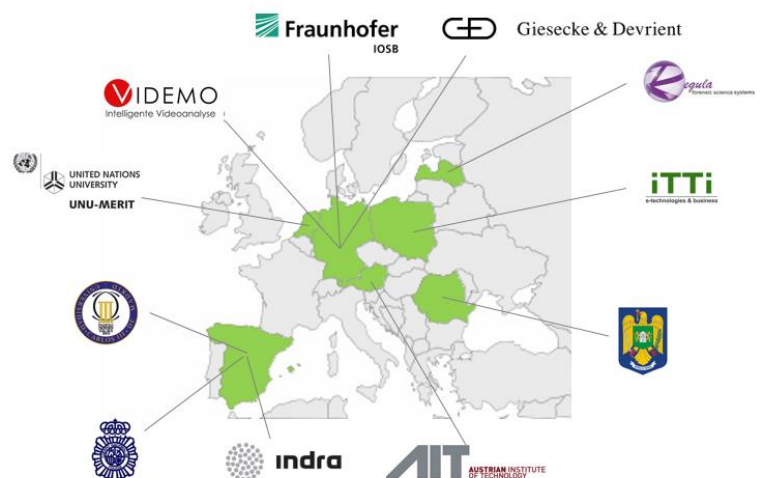 Fraunhofer
IOSB
Giesecke & Devrient
VIDEMO
Intelligente Videoanalyse
Regula
forensic science systems
UNITED NATIONS
UNIVERSITY
UNU-MERIT
iTTi
e-technologies & business
indra
AIT
AUSTRIAN INSTITUTE
OF TECHNOLOGY